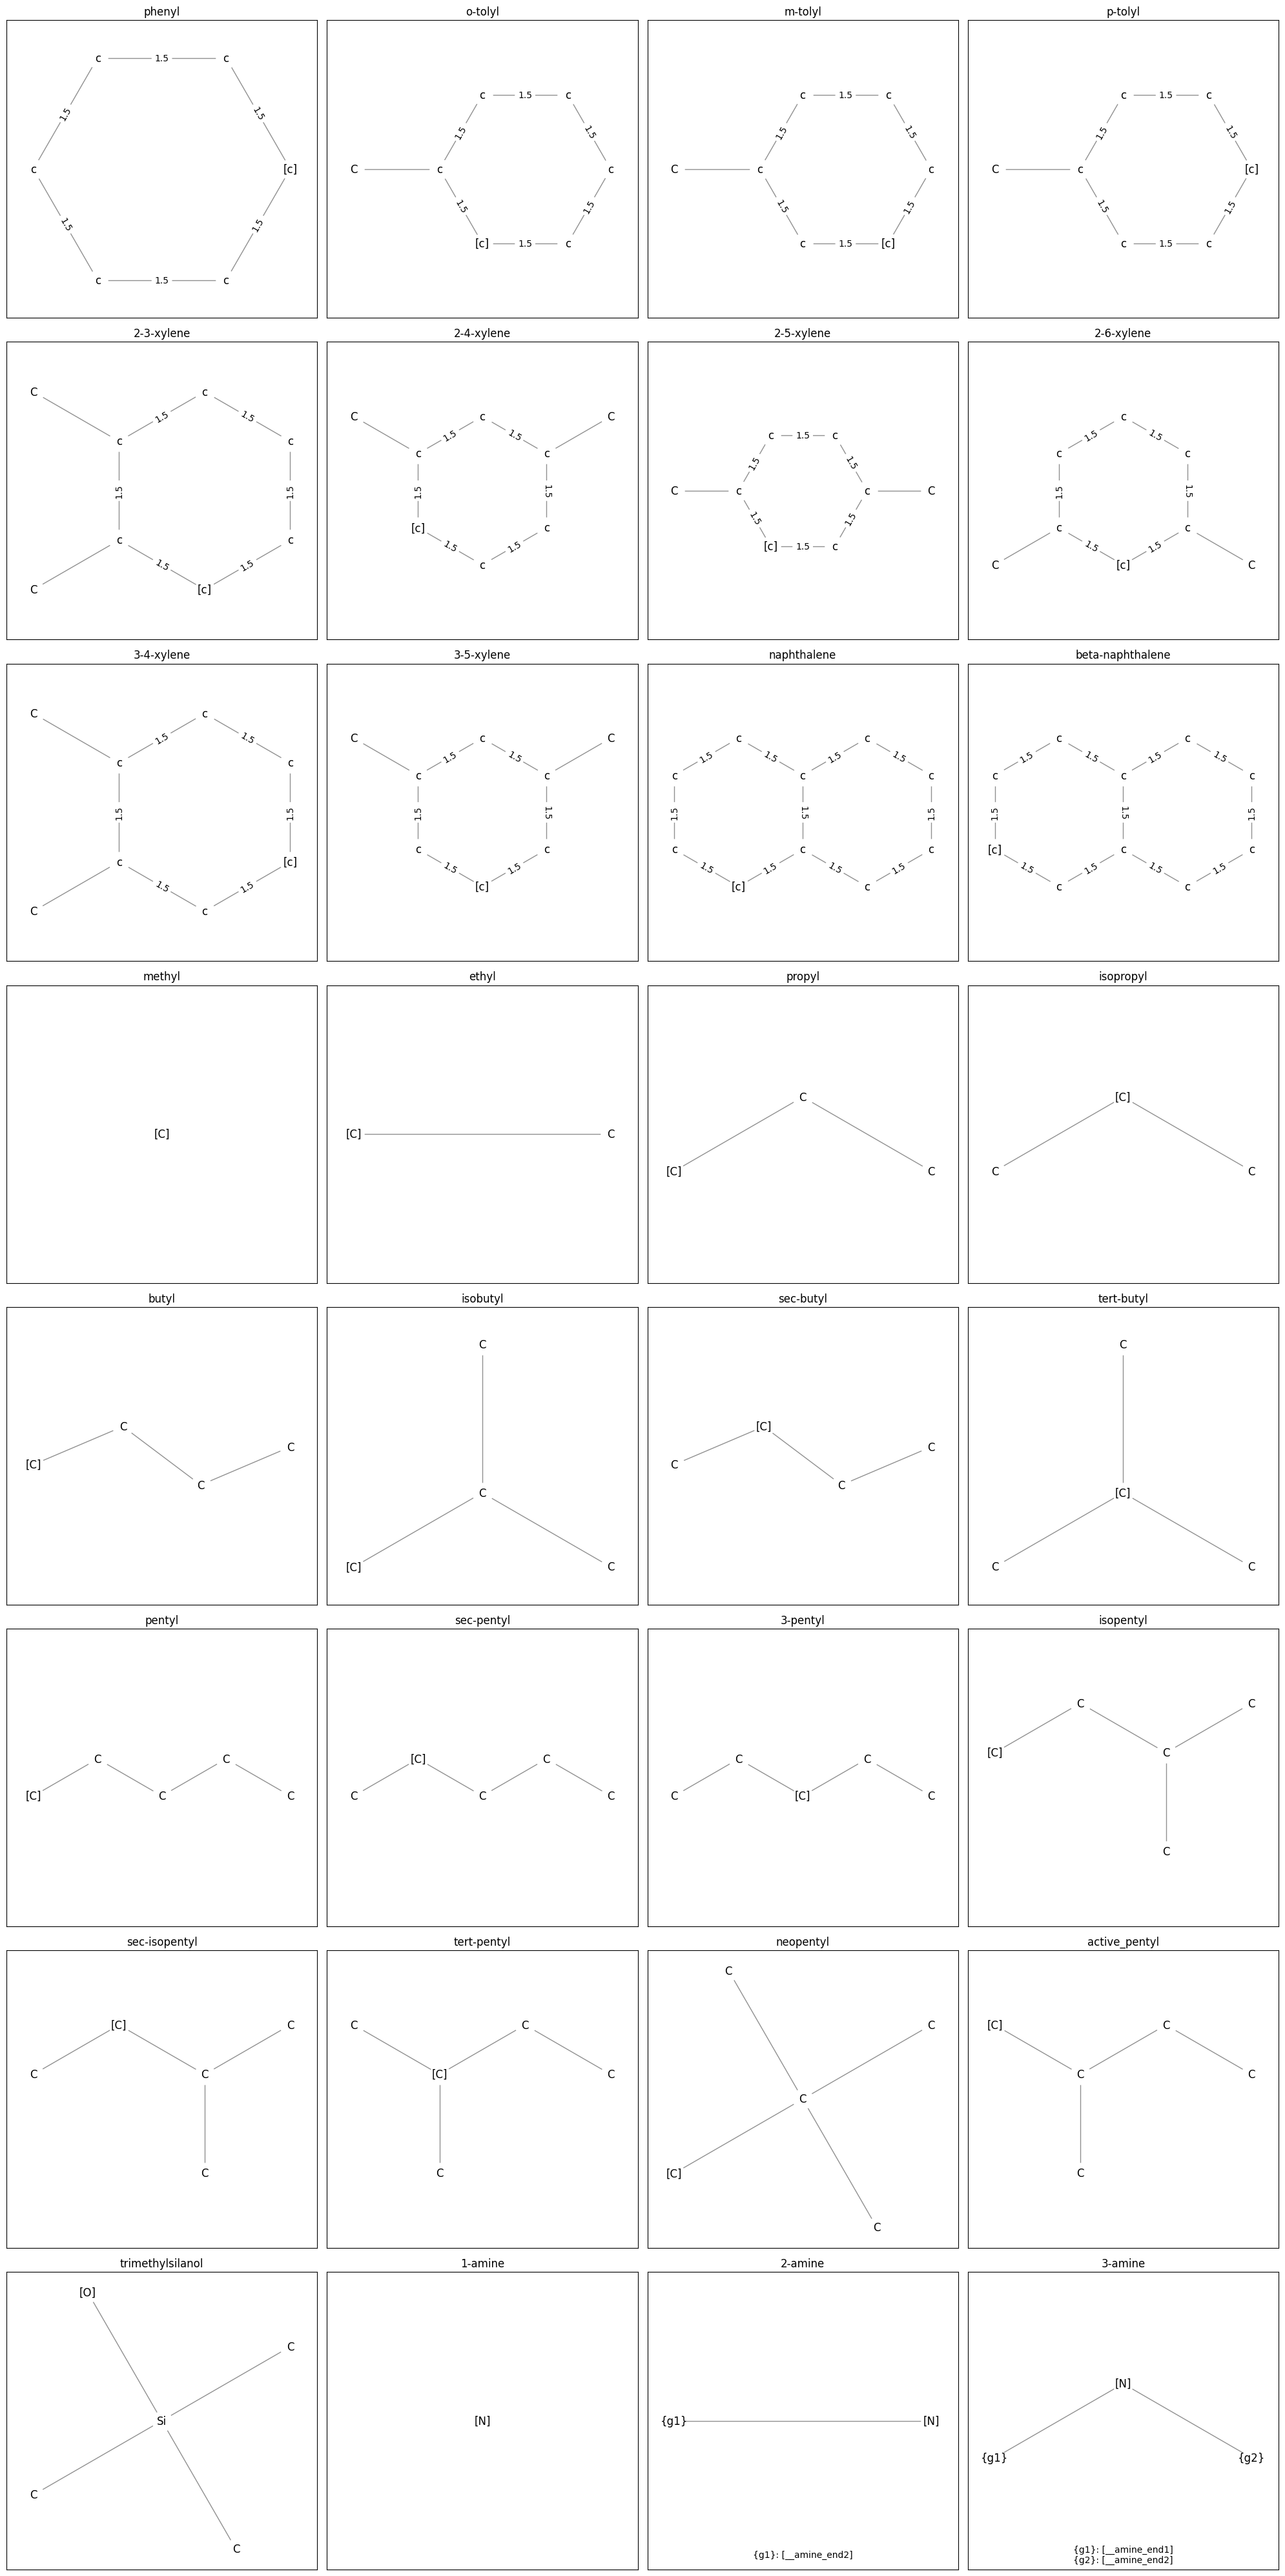 phenyl
c 1.5 c
1.5 1.5
c [c]
1.5 1.5
c 1.5 c
o-tolyl
c 1.5 c
1.5 1.5
C c c
1.5 1.5
[c] 1.5 c
m-tolyl
c 1.5 c
1.5 1.5
C c c
1.5 1.5
c 1.5 [c]
p-tolyl
c 1.5 c
1.5 1.5
C c [c]
1.5 1.5
c 1.5 c
2-3-xylene
C c
1.5 1.5
c c
1.5 1.5
c c
1.5 1.5
C [c]
2-4-xylene
C c C
1.5 1.5
c c
1.5 1.5
[c] c
1.5 1.5
c
2-5-xylene
c 1.5 c
1.5 1.5
C c c C
1.5 1.5
[c] 1.5 c
2-6-xylene
c
1.5 1.5
c c
1.5 1.5
c c
1.5 1.5
C [c] C
3-4-xylene
C c
1.5 1.5
c c
1.5 1.5
c [c]
1.5 1.5
C c
3-5-xylene
C c C
1.5 1.5
c c
1.5 1.5
c c
1.5 1.5
[c]
naphthalene
c c
1.5 1.5 1.5 1.5
c c c
1.5 1.5 1.5
c c c
1.5 1.5 1.5 1.5
[c] c
beta-naphthalene
c c
1.5 1.5 1.5 1.5
c c c
1.5 1.5 1.5
[c] c c
1.5 1.5 1.5 1.5
c c
methyl
[C]
ethyl
[C] C
propyl
C
[C] C
isopropyl
[C]
C C
butyl
C
C
[C]
C
isobutyl
C
C
[C] C
sec-butyl
[C]
C
C
C
tert-butyl
C
[C]
C C
pentyl
C C
[C] C C
sec-pentyl
[C] C
C C C
3-pentyl
C C
C [C] C
isopentyl
C C
[C] C
C
sec-isopentyl
[C] C
C C
C
tert-pentyl
C C
[C] C
C
neopentyl
C
C
C
[C]
C
active_pentyl
[C] C
C C
C
trimethylsilanol
[O]
C
Si
C
C
1-amine
[N]
2-amine
{g1} [N]
{g1}: [__amine_end2]
3-amine
[N]
{g1} {g2}
{g1}: [__amine_end1]
{g2}: [__amine_end2]